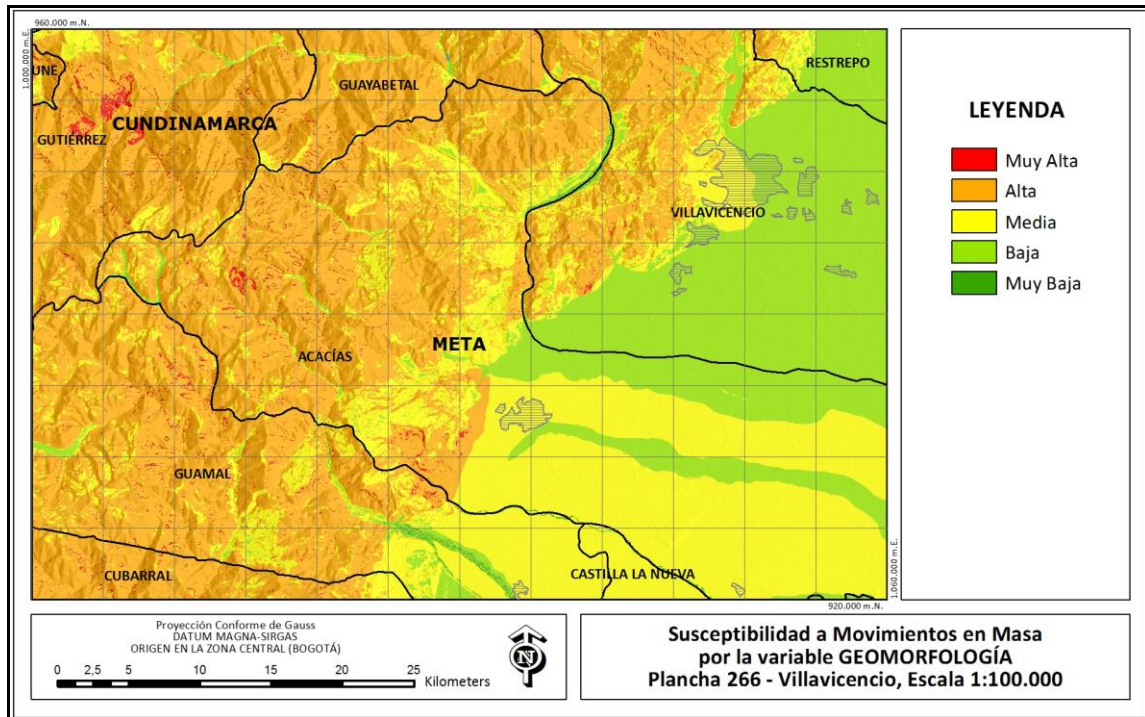 960.000 m.N.
1.000.000 m.E.
UNE
GUAYABETAL
RESTREPO
CUNDINAMARCA
GUTIÉRREZ
VILLAVICENCIO
META
ACACÍAS
GUAMAL
CUBARRAL
CASTILLA LA NUEVA
1.060.000 m.E.
920.000 m.N.
LEYENDA
Muy Alta
Alta
Media
Baja
Muy Baja
Proyección Conforme de Gauss
DATUM MAGNA-SIRGAS
ORIGEN EN LA ZONA CENTRAL (BOGOTÁ)
0 2,5 5 10 15 20 25
Kilometers
N
Susceptibilidad a Movimientos en Masa
por la variable GEOMORFOLOGÍA
Plancha 266 - Villavicencio, Escala 1:100.000